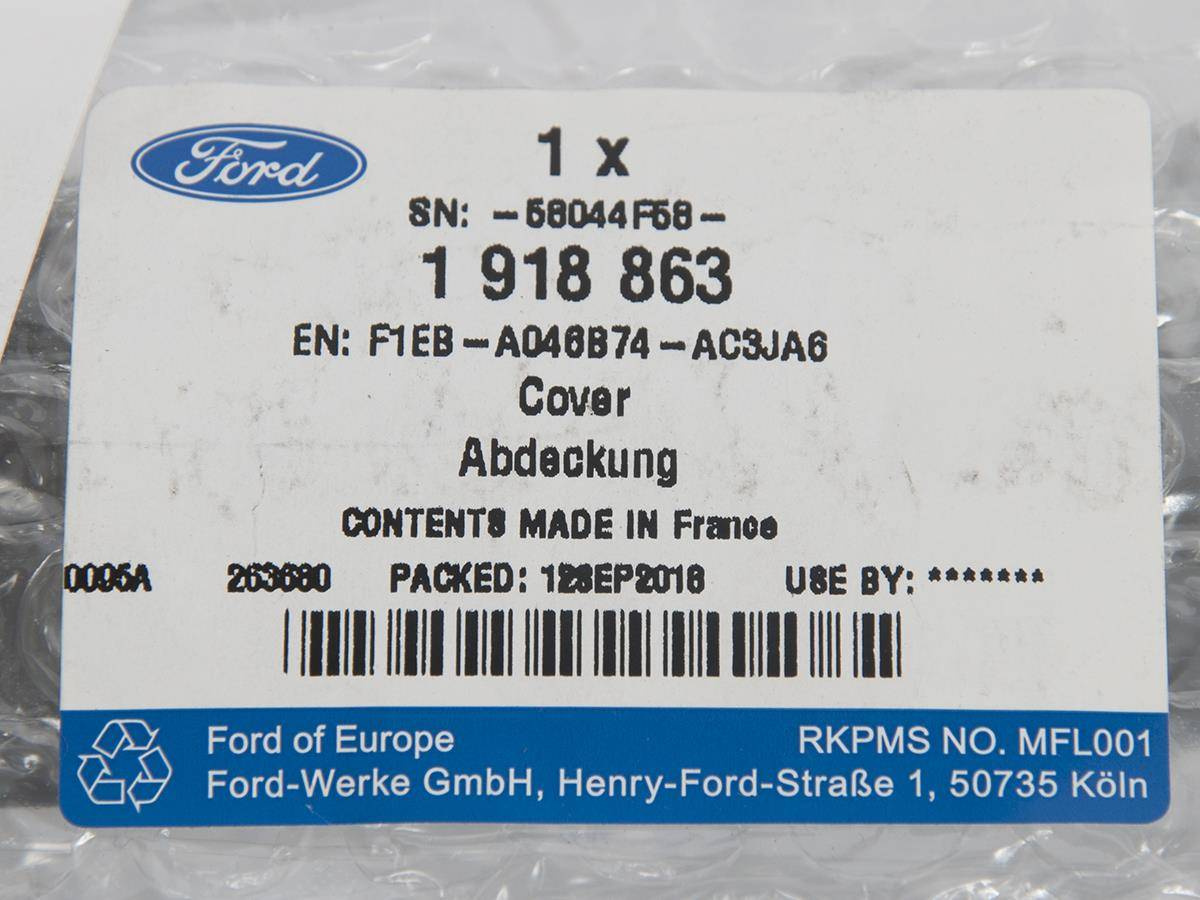 Ford
1 x
SN: -58044F58-
1 918 863
EN: F1EB-A046B74-AC3JA6
Cover
Abdeckung
CONTENTS MADE IN France
0095A 263680 PACKED: 12SEP2016 USE BY: *******
Ford of Europe RKPMS NO. MFL001
Ford-Werke GmbH, Henry-Ford-Straße 1, 50735 Köln